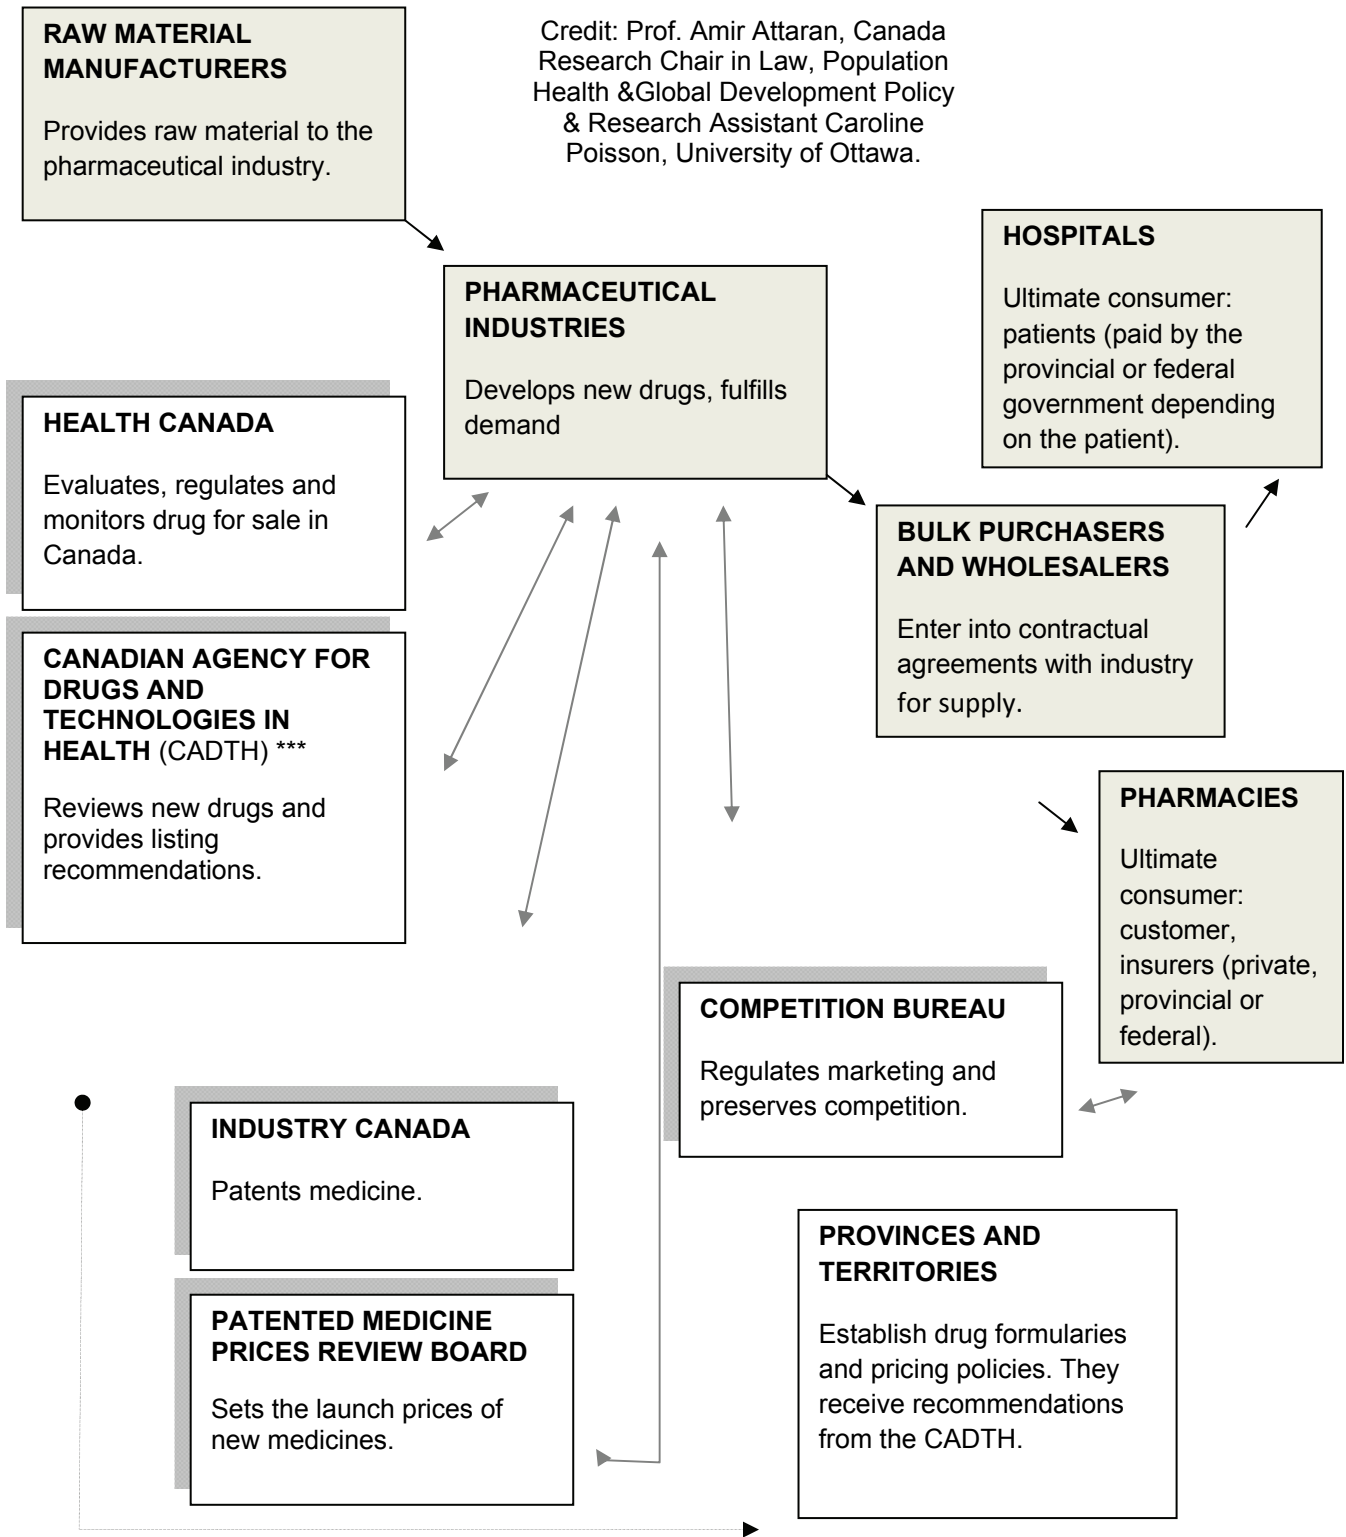 RAW MATERIAL
MANUFACTURERS
Provides raw material to the
pharmaceutical industry.
Credit: Prof. Amir Attaran, Canada
Research Chair in Law, Population
Health &Global Development Policy
& Research Assistant Caroline
Poisson, University of Ottawa.
PHARMACEUTICAL
INDUSTRIES
Develops new drugs, fulfills
demand
HOSPITALS
Ultimate consumer:
patients (paid by the
provincial or federal
government depending
on the patient).
HEALTH CANADA
Evaluates, regulates and
monitors drug for sale in
Canada.
BULK PURCHASERS
AND WHOLESALERS
Enter into contractual
agreements with industry
for supply.
CANADIAN AGENCY FOR
DRUGS AND
TECHNOLOGIES IN
HEALTH (CADTH) ***
Reviews new drugs and
provides listing
recommendations.
PHARMACIES
Ultimate
consumer:
customer,
insurers (private,
provincial or
federal).
COMPETITION BUREAU
Regulates marketing and
preserves competition.
INDUSTRY CANADA
Patents medicine.
PATENTED MEDICINE
PRICES REVIEW BOARD
Sets the launch prices of
new medicines.
PROVINCES AND
TERRITORIES
Establish drug formularies
and pricing policies. They
receive recommendations
from the CADTH.